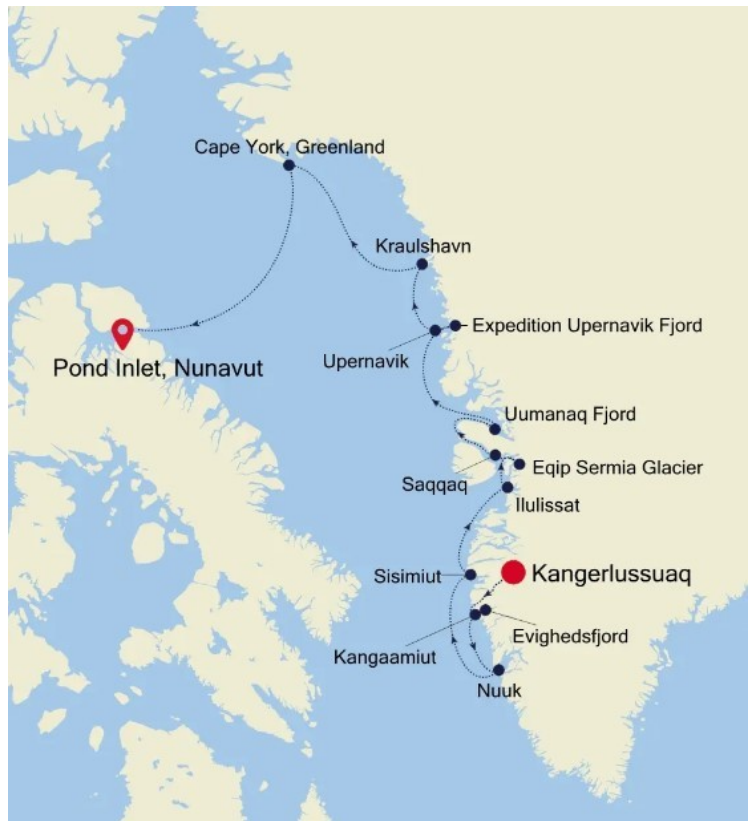 Cape York, Greenland
Kraulshavn
Expedition Upernavik Fjord
Upernavik
Pond Inlet, Nunavut
Uumanaq Fjord
Eqip Sermia Glacier
Saqqaq
Ilulissat
Sisimiut
Kangerlussuaq
Evighedsfjord
Kangaamiut
Nuuk